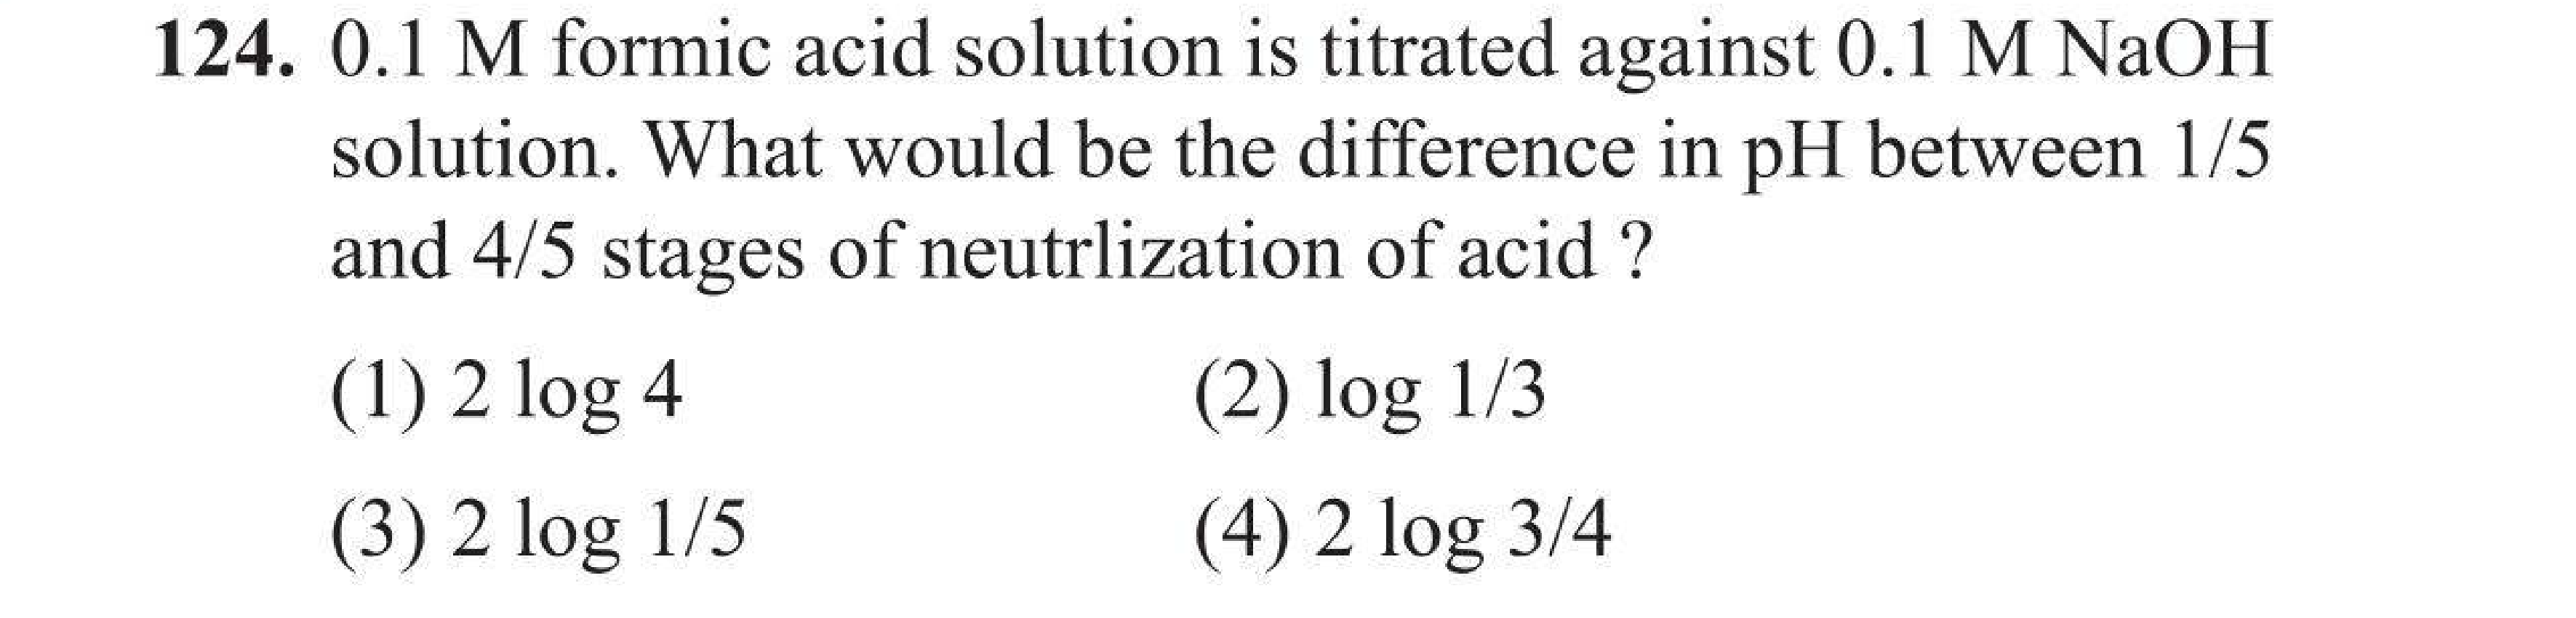 124. 0.1 M formic acid solution is titrated against 0.1 M NaOH
solution. What would be the difference in pH between 1/5
and 4/5 stages of neutrlization of acid ?
(1) 2 log 4 (2) log 1/3
(3) 2 log 1/5 (4) 2 log 3/4